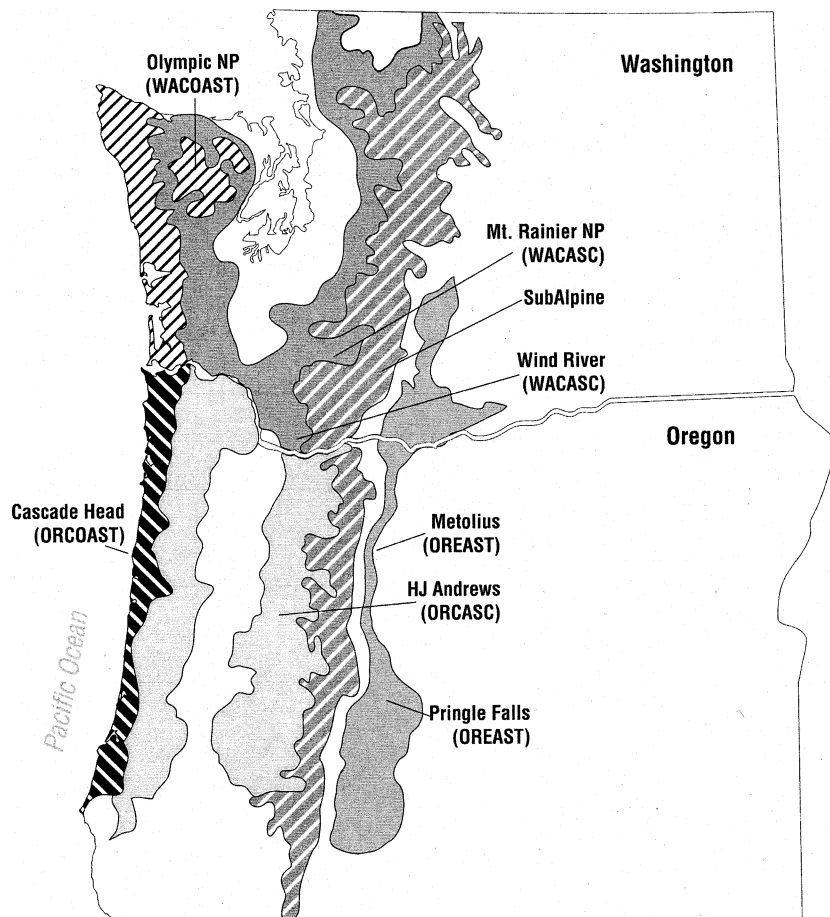 Olympic NP
(WACOAST)
Washington
Mt. Rainier NP
(WACASC)
SubAlpine
Wind River
(WACASC)
Oregon
Cascade Head
(ORCOAST)
Metolius
(OREAST)
HJ Andrews
(ORCASC)
Pacific Ocean
Pringle Falls
(OREAST)